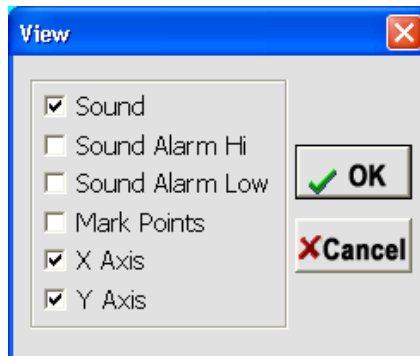 View
Sound
Sound Alarm Hi
Sound Alarm Low
Mark Points
X Axis
Y Axis
OK
Cancel